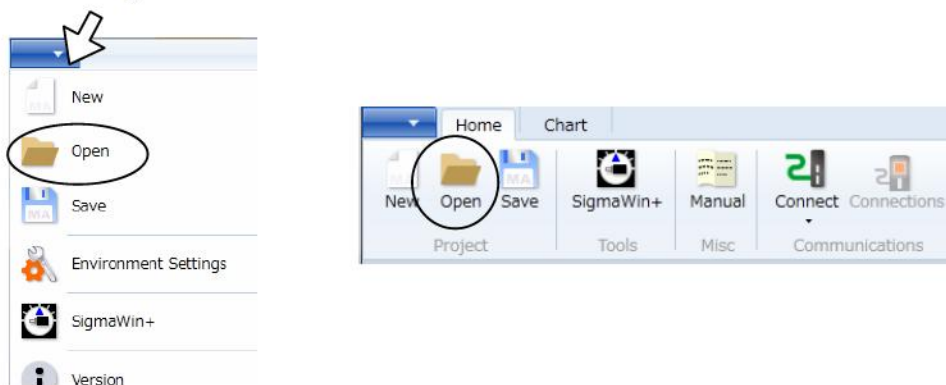 New
Open
Save
Environment Settings
SigmaWin+
Version
Home Chart
New Open Save SigmaWin+ Manual Connect Connections
Project Tools Misc Communications